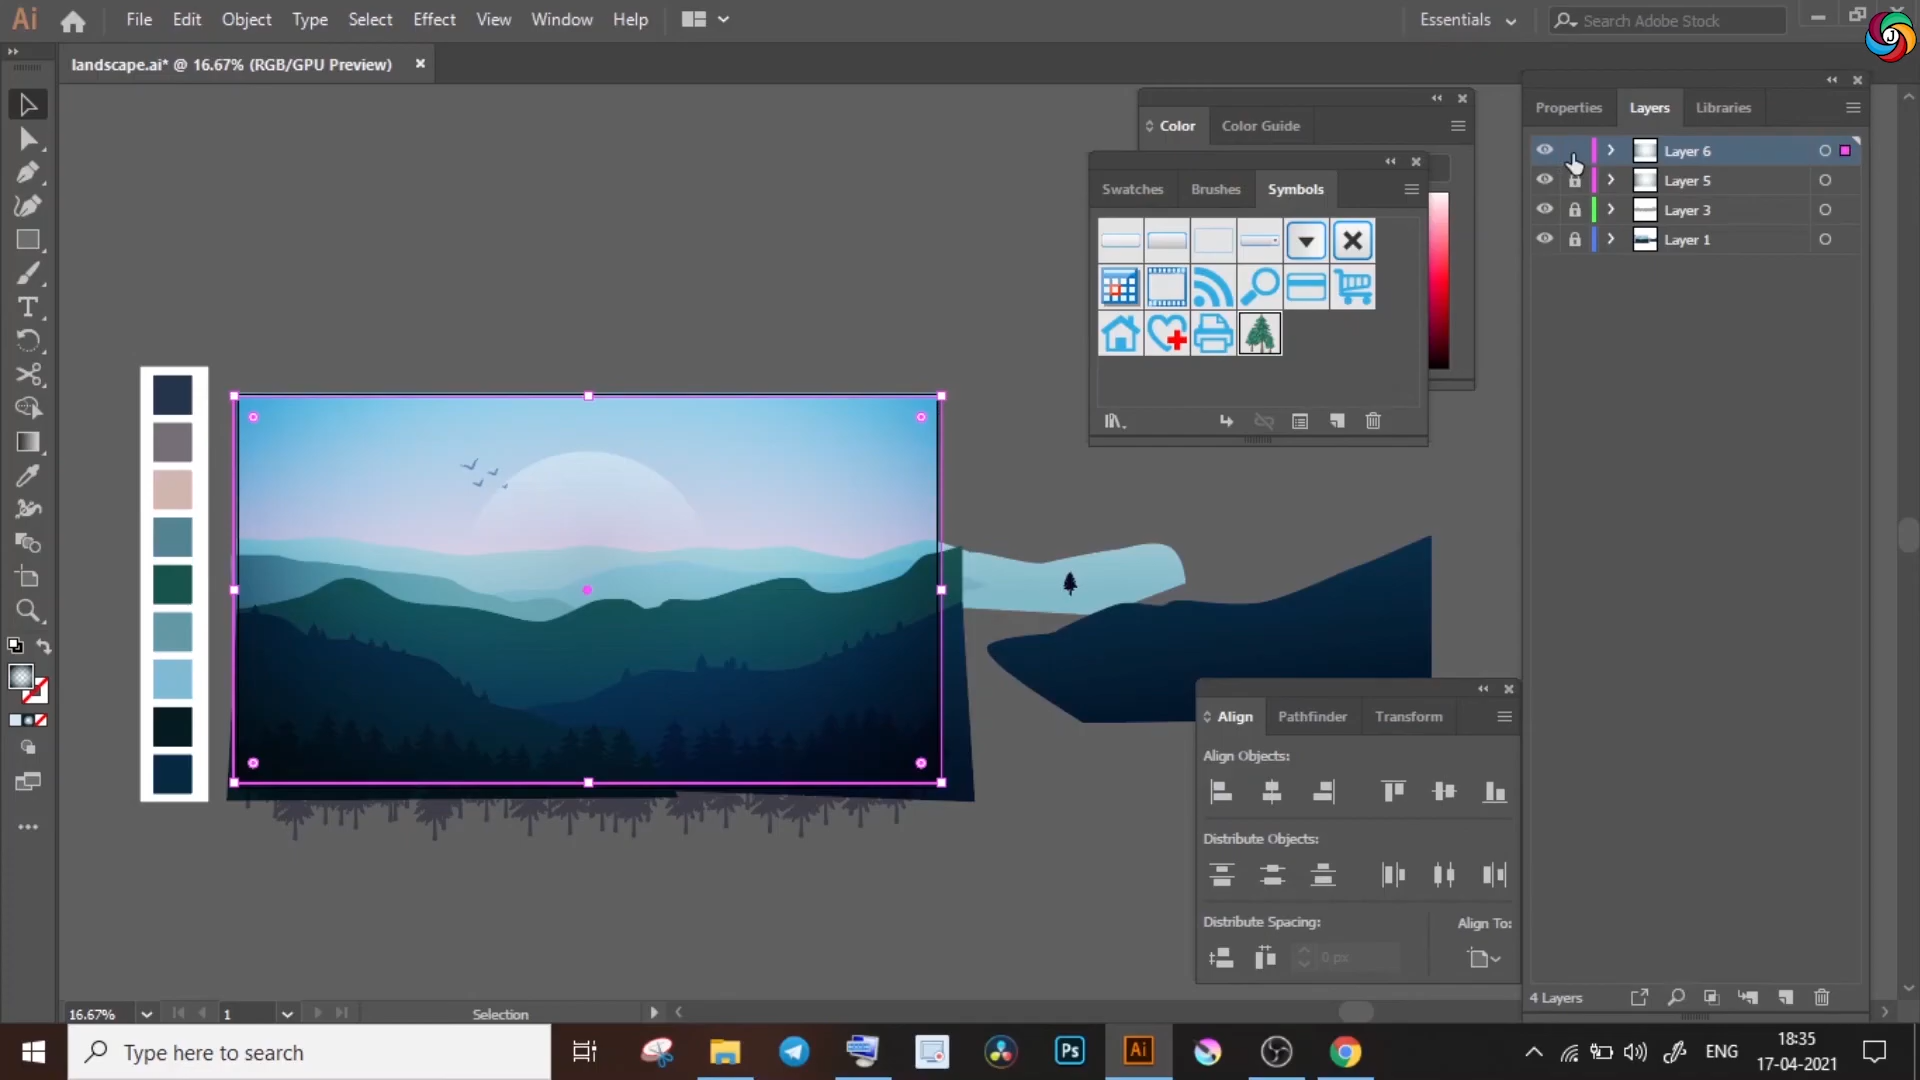 Ai File Edit Object Type Select Effect View Window Help Essentials Search Adobe Stock
J
landscape.ai* @ 16.67% (RGB/GPU Preview)
Properties Layers Libraries
Color Color Guide
Swatches Brushes Symbols
Layer 6
Layer 5
Layer 3
Layer 1
Align Pathfinder Transform
Align Objects:
Distribute Objects:
Distribute Spacing: Align To:
0 px
4 Layers
16.67% 1 Selection
Type here to search
Ps Ai
ENG
18:35
17-04-2021